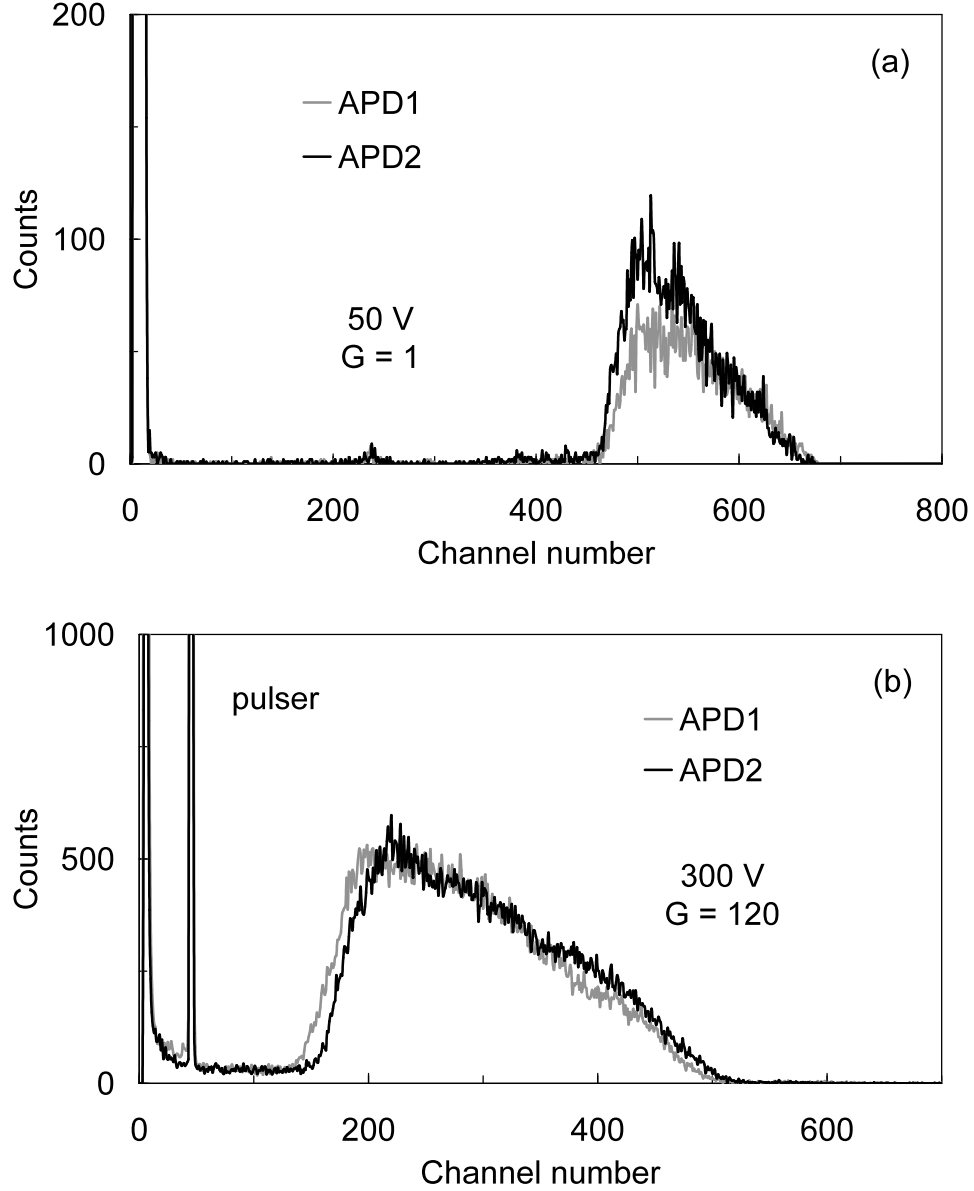 200
(a)
APD1
APD2
Counts
100
50 V
G = 1
0
0 200 400 600 800
Channel number
1000
(b)
pulser
APD1
APD2
Counts
500
300 V
G = 120
0
0 200 400 600
Channel number